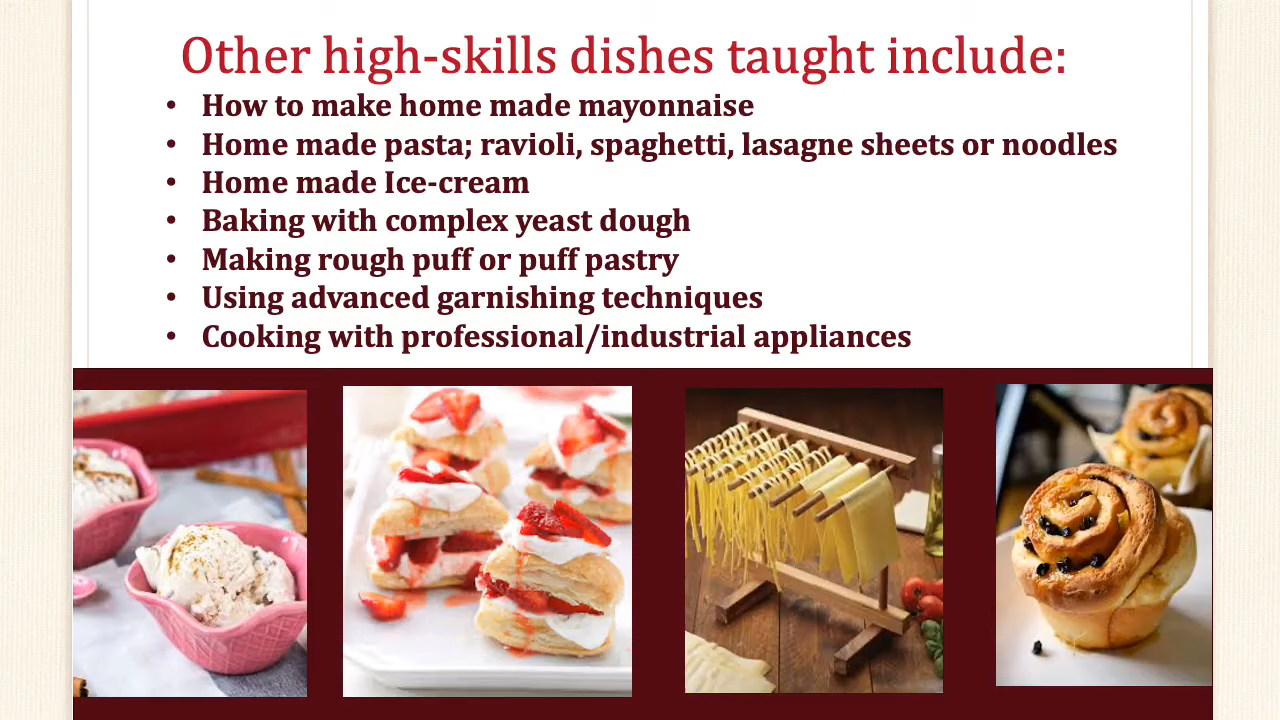 Other high-skills dishes taught include:
• How to make home made mayonnaise
• Home made pasta; ravioli, spaghetti, lasagne sheets or noodles
• Home made Ice-cream
• Baking with complex yeast dough
• Making rough puff or puff pastry
• Using advanced garnishing techniques
• Cooking with professional/industrial appliances